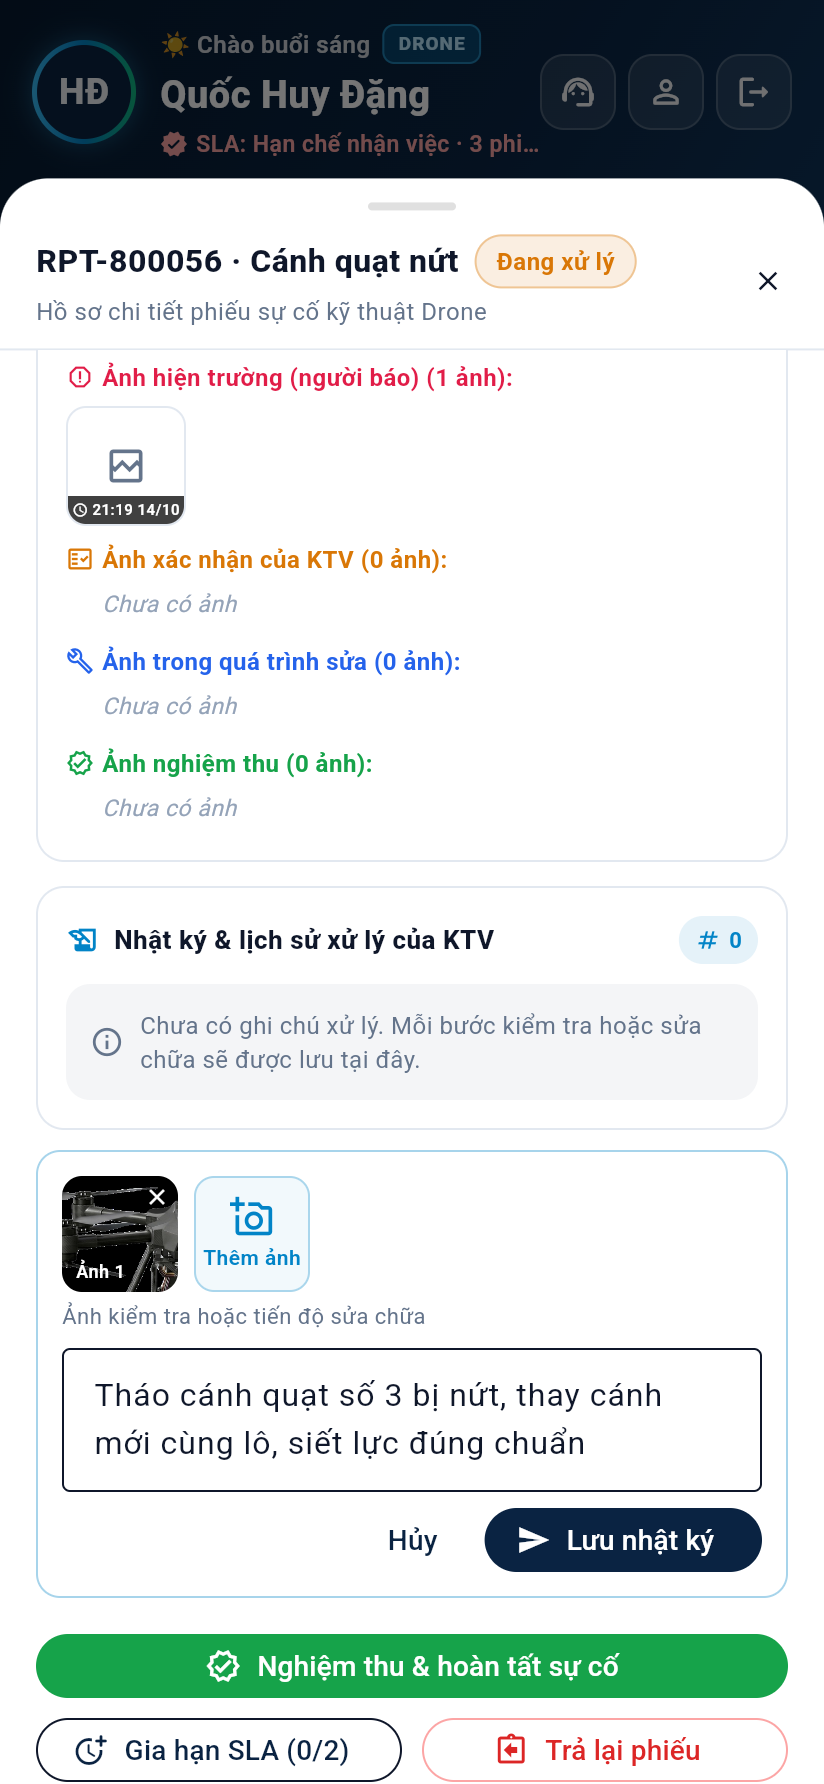 Chào buổi sáng DRONE
HĐ
Quốc Huy Đặng
SLA: Hạn chế nhận việc · 3 phi...
RPT-800056 · Cánh quạt nứt Đang xử lý
Hồ sơ chi tiết phiếu sự cố kỹ thuật Drone
Ảnh hiện trường (người báo) (1 ảnh):
21:19 14/10
Ảnh xác nhận của KTV (0 ảnh):
Chưa có ảnh
Ảnh trong quá trình sửa (0 ảnh):
Chưa có ảnh
Ảnh nghiệm thu (0 ảnh):
Chưa có ảnh
Nhật ký & lịch sử xử lý của KTV # 0
Chưa có ghi chú xử lý. Mỗi bước kiểm tra hoặc sửa
chữa sẽ được lưu tại đây.
Ảnh 1
Thêm ảnh
Ảnh kiểm tra hoặc tiến độ sửa chữa
Tháo cánh quạt số 3 bị nứt, thay cánh
mới cùng lô, siết lực đúng chuẩn
Hủy Lưu nhật ký
Nghiệm thu & hoàn tất sự cố
Gia hạn SLA (0/2) Trả lại phiếu